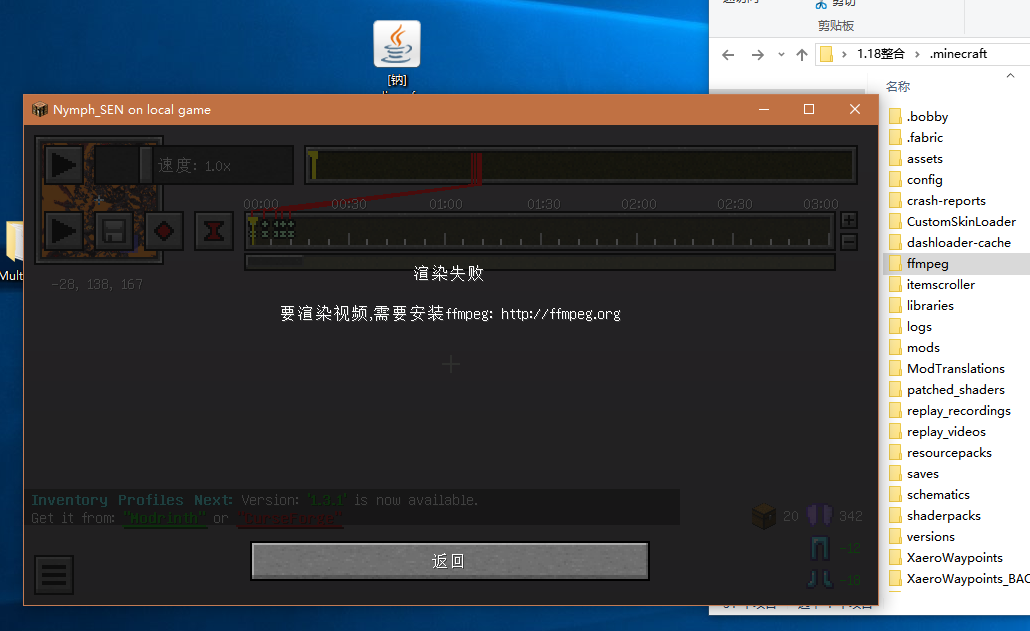 剪切
剪贴板
[钠]
1.18整合
.minecraft
名称
Nymph_SEN on local game
.bobby
.fabric
assets
config
crash-reports
CustomSkinLoader
dashloader-cache
ffmpeg
itemscroller
libraries
logs
mods
ModTranslations
patched_shaders
replay_recordings
replay_videos
resourcepacks
saves
schematics
shaderpacks
versions
XaeroWaypoints
XaeroWaypoints_BAC
速度: 1.0x
00:00 00:30 01:00 01:30 02:00 02:30 03:00
Mult
-28, 138, 167
渲染失败
要渲染视频,需要安装ffmpeg: http://ffmpeg.org
Inventory Profiles Next: Version: '1.3.1' is now available.
Get it from: "Modrinth" or "CurseForge"
20 342
-12
-10
返回